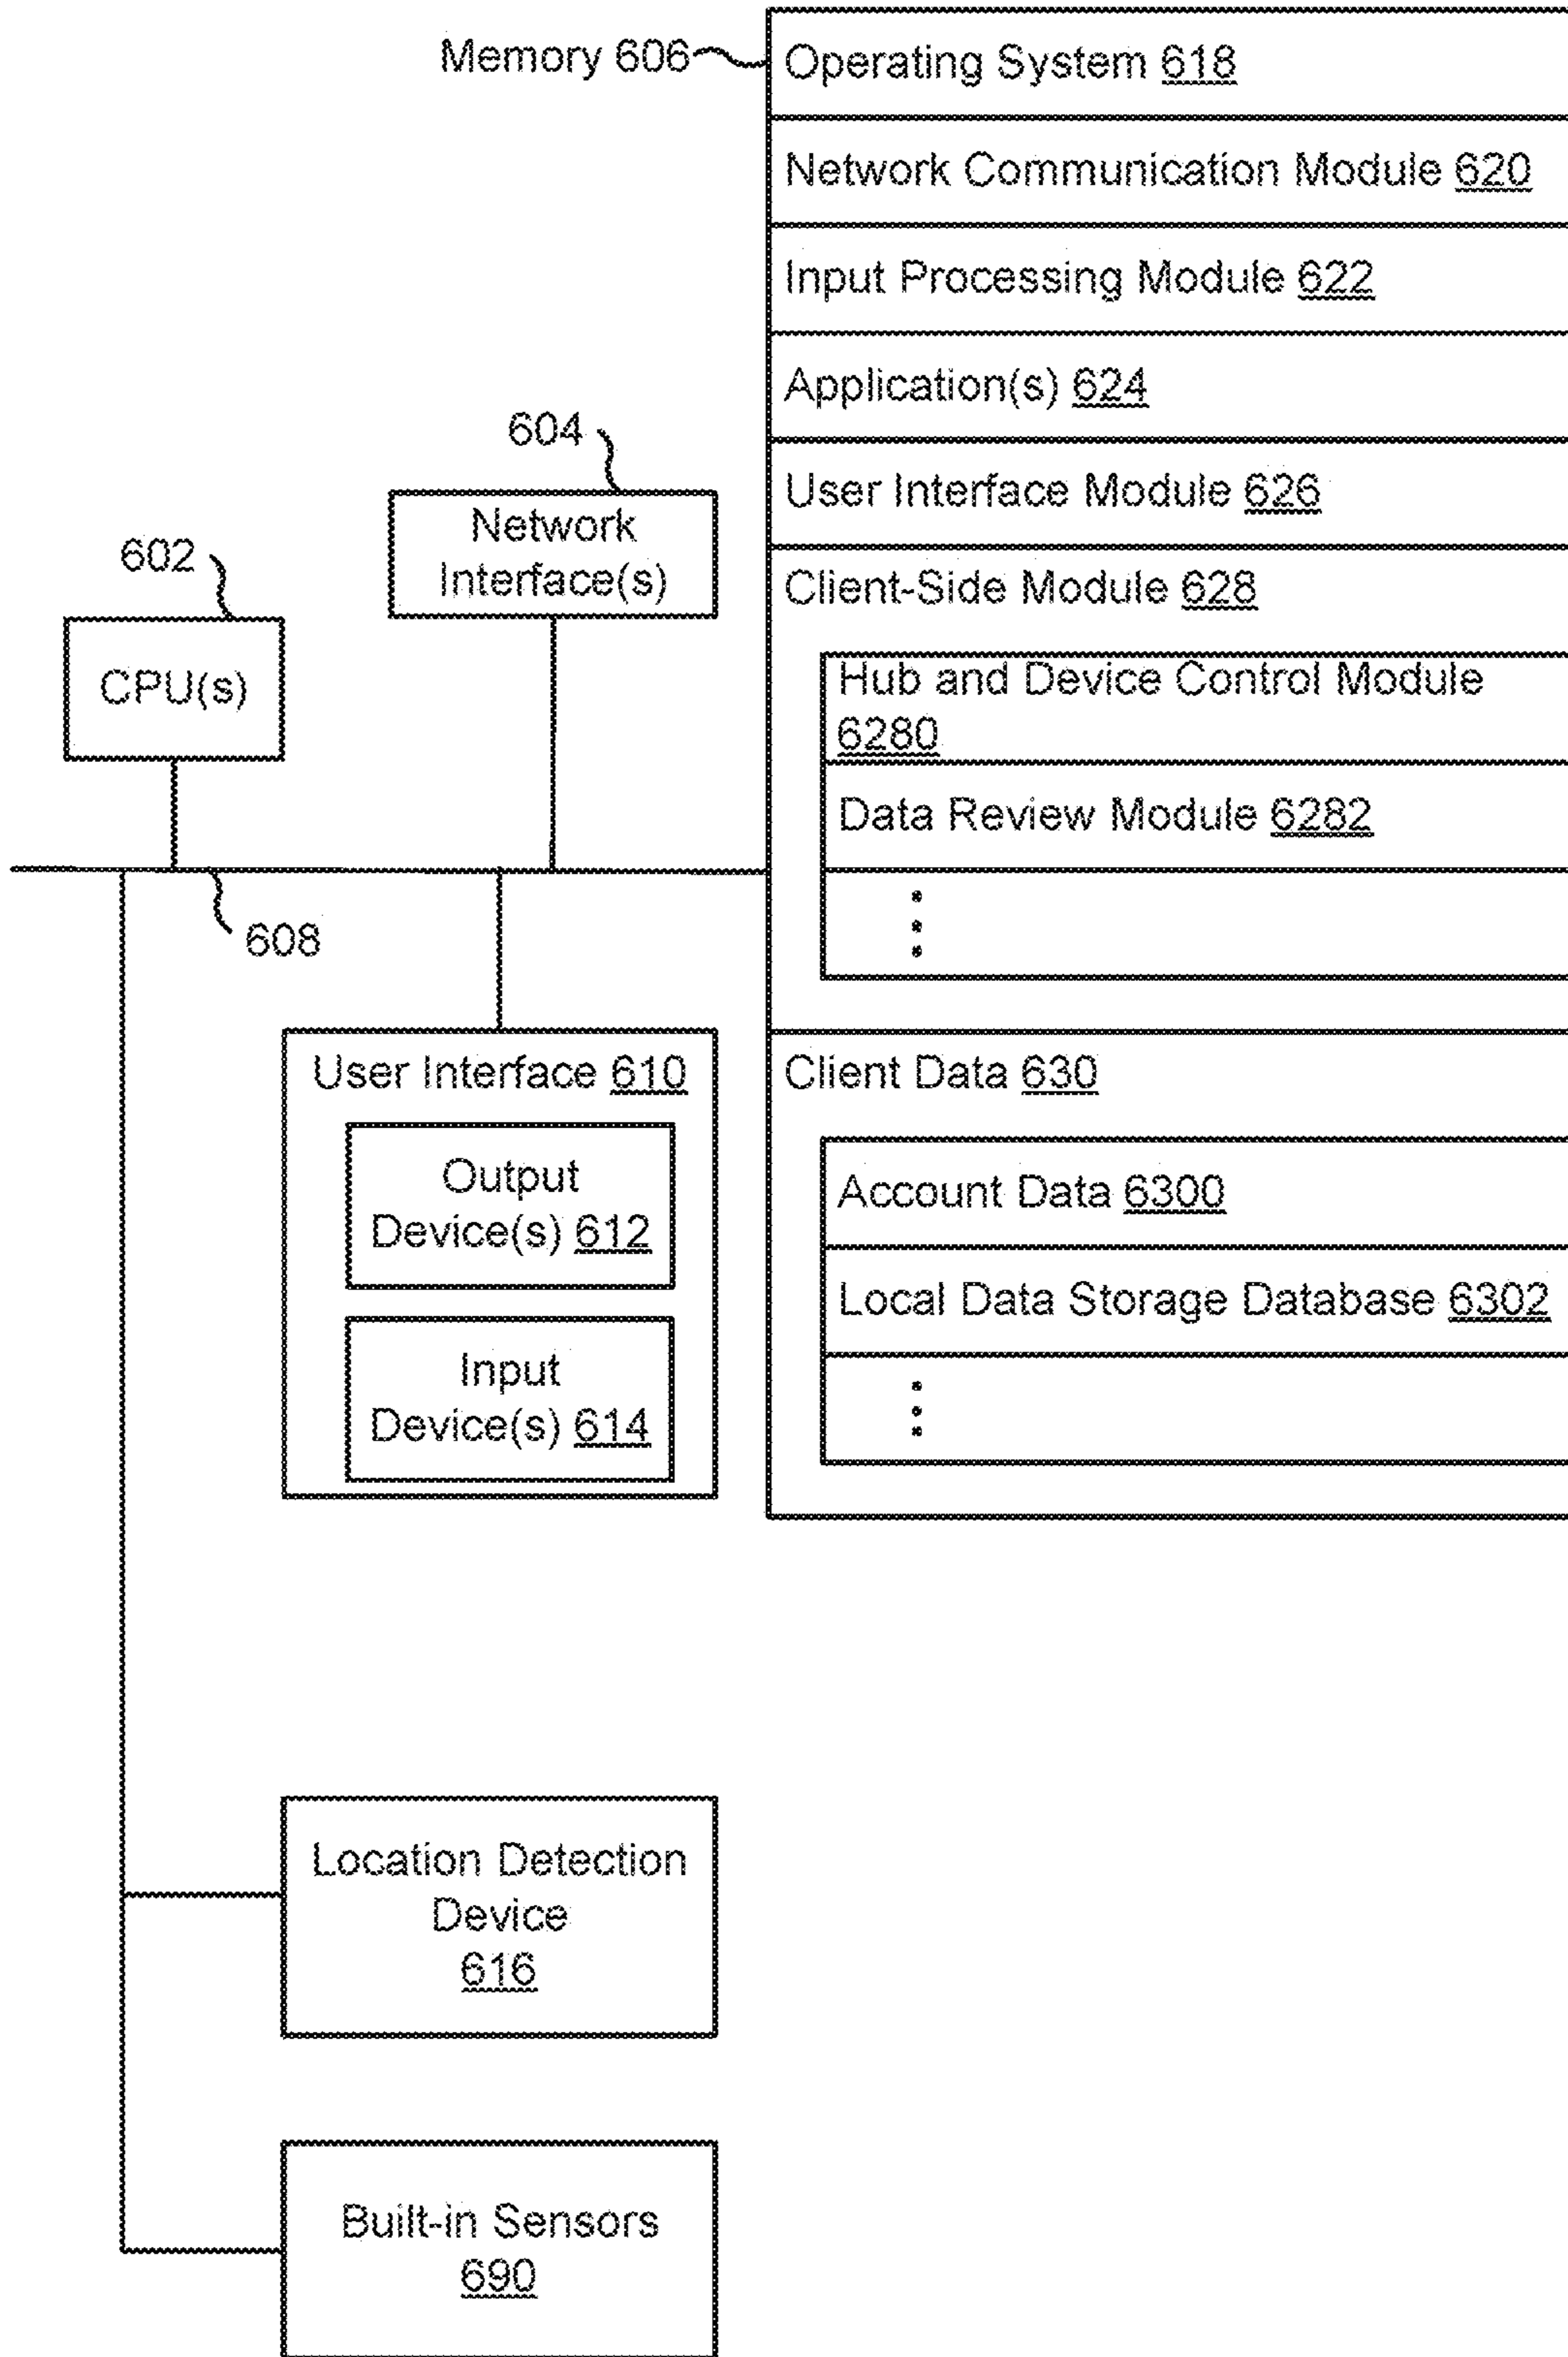 Memory 606
Operating System 618
Network Communication Module 620
Input Processing Module 622
Application(s) 624
User Interface Module 626
Client-Side Module 628
Hub and Device Control Module
6280
Data Review Module 6282
Client Data 630
Account Data 6300
Local Data Storage Database 6302
604
Network
Interface(s)
602
CPU(s)
608
User Interface 610
Output
Device(s) 612
Input
Device(s) 614
Location Detection
Device
616
Built-in Sensors
690